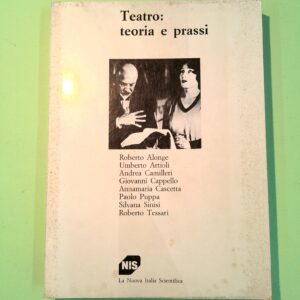 Teatro:
teoria e prassi
Roberto Alonge
Umberto Artioli
Andrea Camilleri
Giovanni Cappello
Annamaria Cascetta
Paolo Puppa
Silvana Sinisi
Roberto Tessari
NIS
La Nuova Italia Scientifica